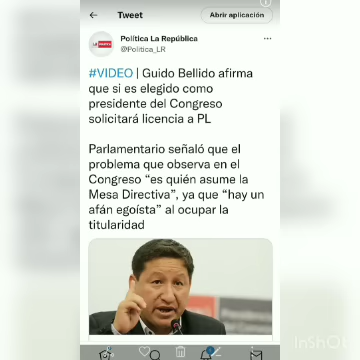 Tweet
Abrir aplicación
Política La República
@Politica_LR
#VIDEO | Guido Bellido afirma
que si es elegido como
presidente del Congreso
solicitará licencia a PL
Parlamentario señaló que el
problema que observa en el
Congreso “es quién asume la
Mesa Directiva”, ya que “hay un
afán egoísta” al ocupar la
titularidad
InShOt